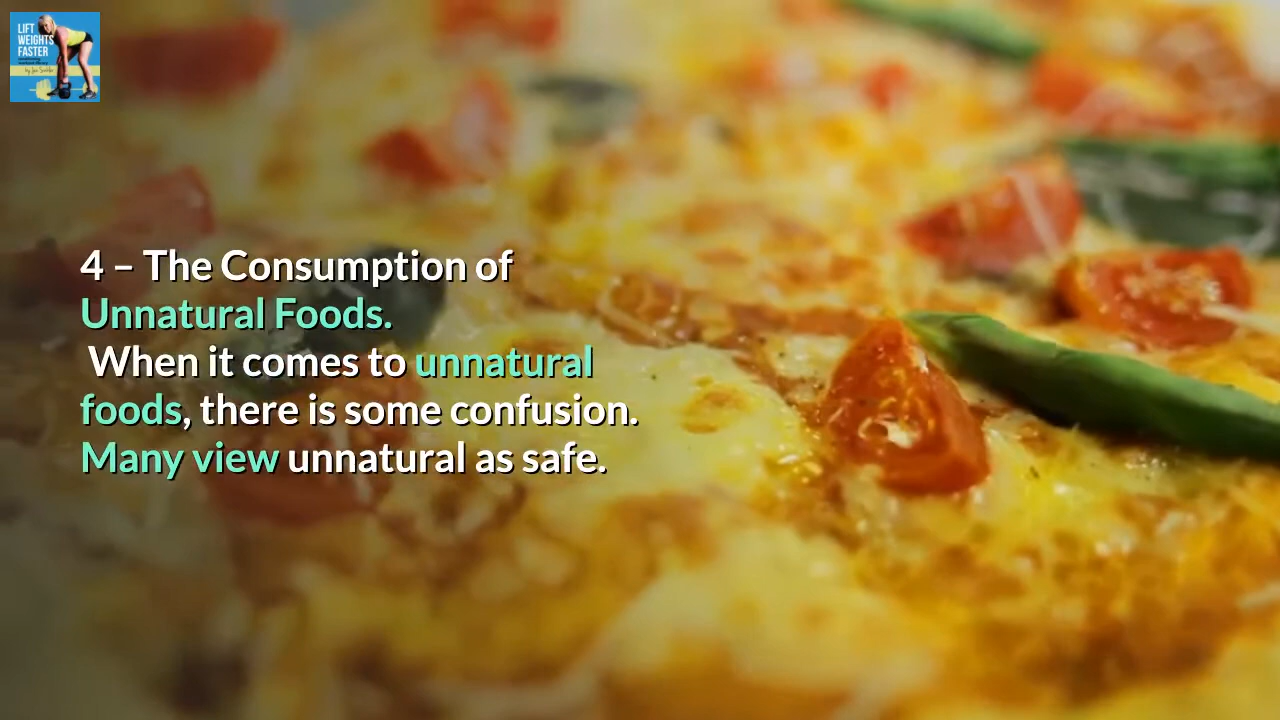 LIFT
WEIGHTS
FASTER
4 – The Consumption of
Unnatural Foods.
When it comes to unnatural
foods, there is some confusion.
Many view unnatural as safe.